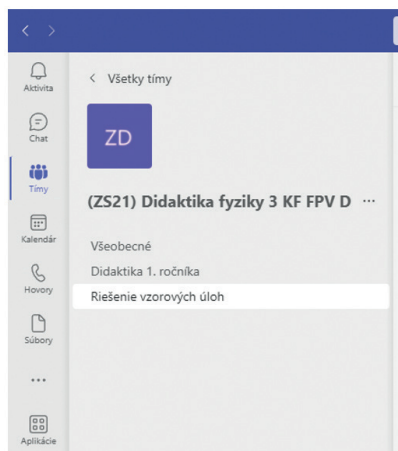 Aktivita
Chat
Tímy
Kalendár
Hovory
Súbory
Aplikácie
Všetky tímy
ZD
(ZS21) Didaktika fyziky 3 KF FPV D
Všeobecné
Didaktika 1. ročníka
Riešenie vzorových úloh